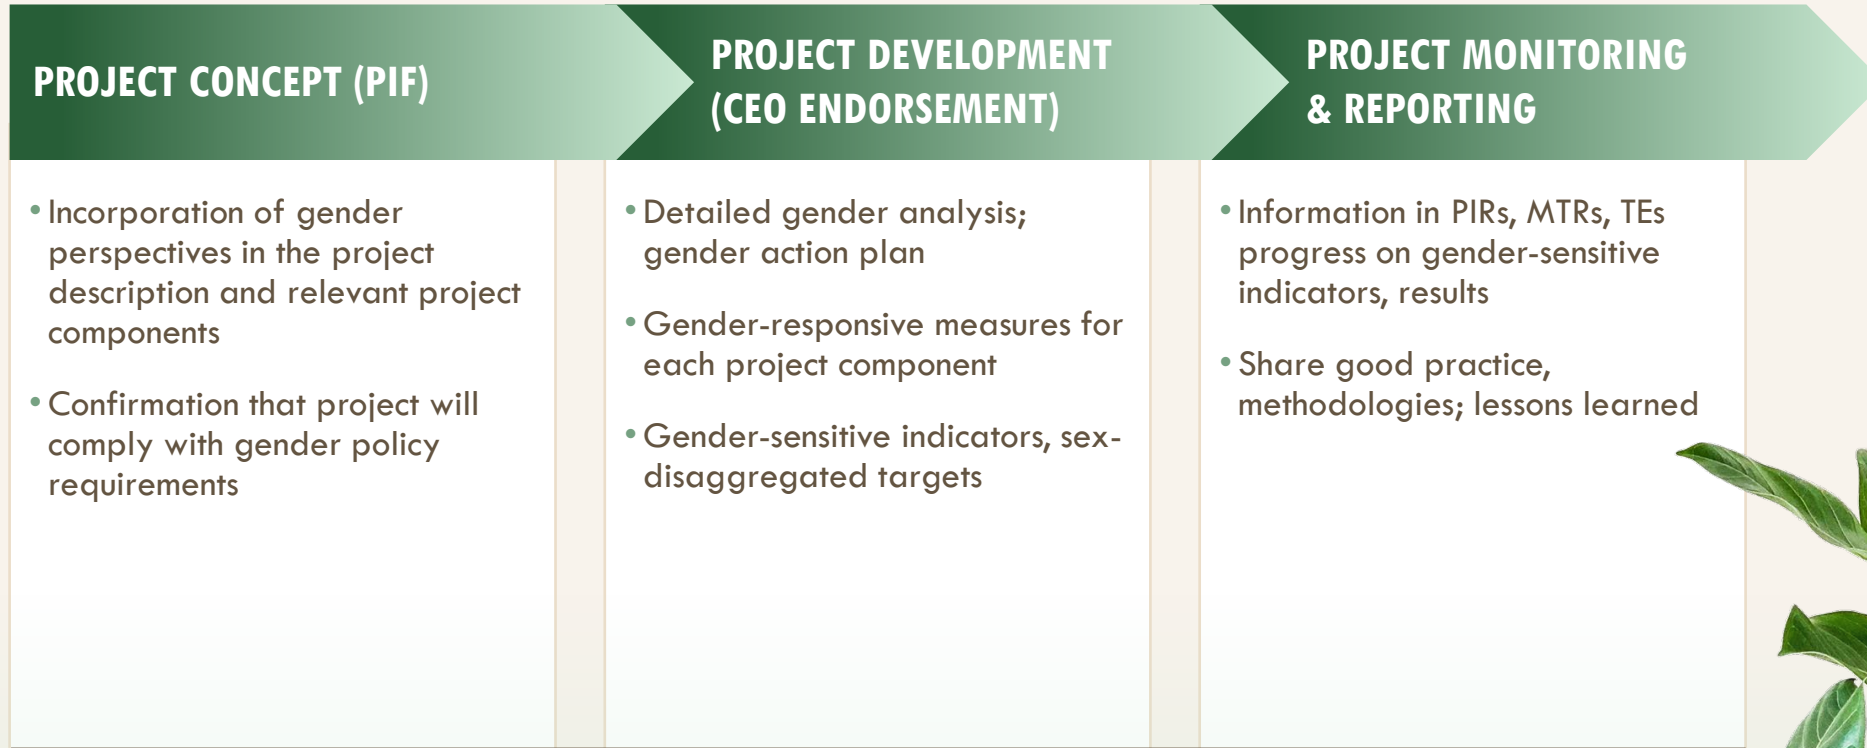 PROJECT CONCEPT (PIF)
• Incorporation of gender
perspectives in the project
description and relevant project
components
• Confirmation that project will
comply with gender policy
requirements
PROJECT DEVELOPMENT
(CEO ENDORSEMENT)
• Detailed gender analysis;
gender action plan
• Gender-responsive measures for
each project component
• Gender-sensitive indicators, sex-
disaggregated targets
PROJECT MONITORING
& REPORTING
• Information in PIRs, MTRs, TEs
progress on gender-sensitive
indicators, results
• Share good practice,
methodologies; lessons learned